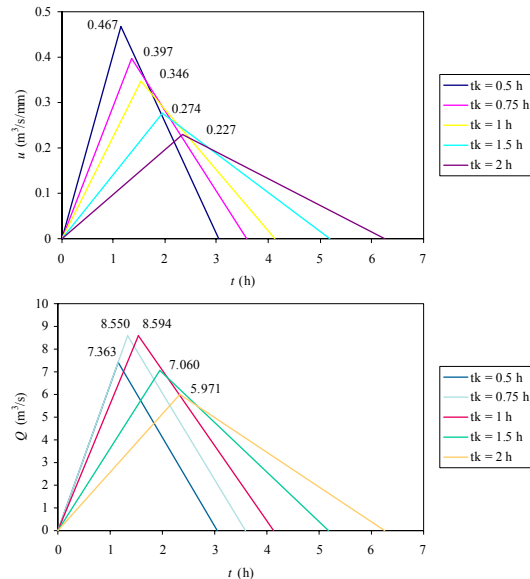 0.5
0.467
0.397
0.4
0.346
tk = 0.5 h
0.3
0.274
tk = 0.75 h
u (m³/s/mm)
0.227
tk = 1 h
0.2
tk = 1.5 h
tk = 2 h
0.1
0
0 1 2 3 4 5 6 7
t (h)
10
8.550 8.594
9
8
7.363
7.060
7
tk = 0.5 h
5.971
6
tk = 0.75 h
Q (m³/s)
5
tk = 1 h
4
tk = 1.5 h
3
tk = 2 h
2
1
0
0 1 2 3 4 5 6 7
t (h)